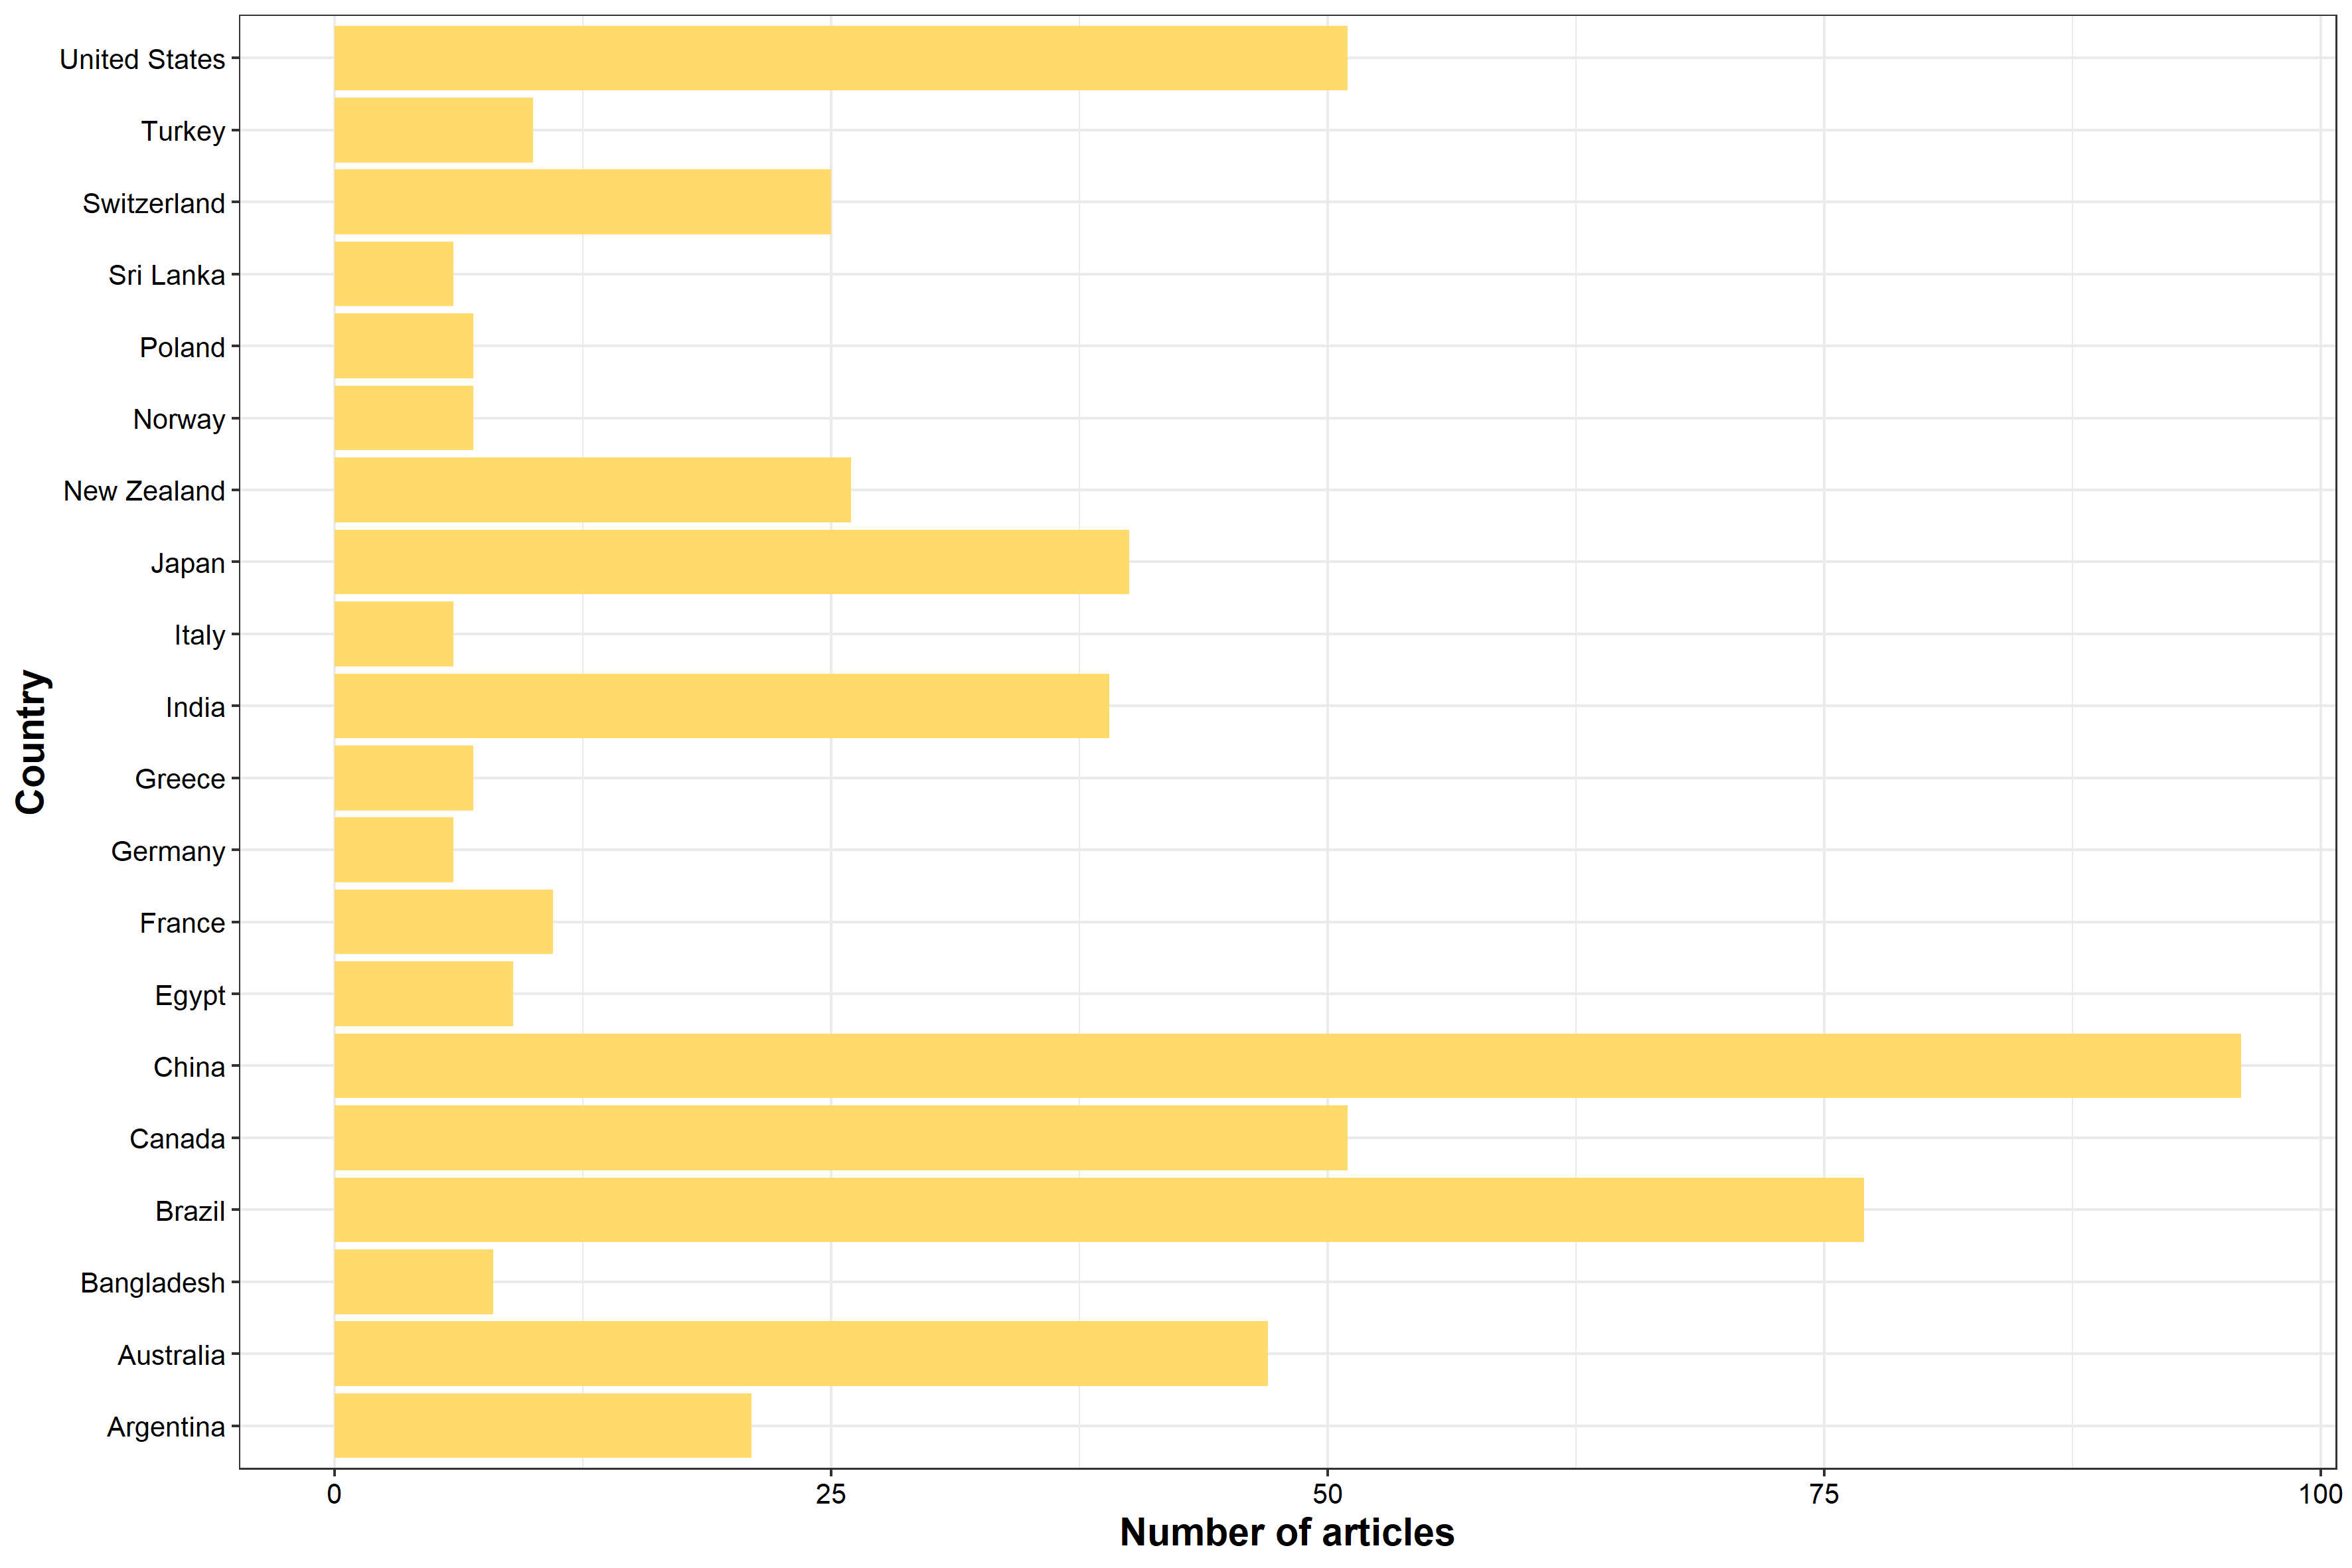 United States
Turkey
Switzerland
Sri Lanka
Poland
Norway
New Zealand
Japan
Italy
India
Greece
Germany
France
Egypt
China
Canada
Brazil
Bangladesh
Australia
Argentina
Country
0 25 50 75 100
Number of articles